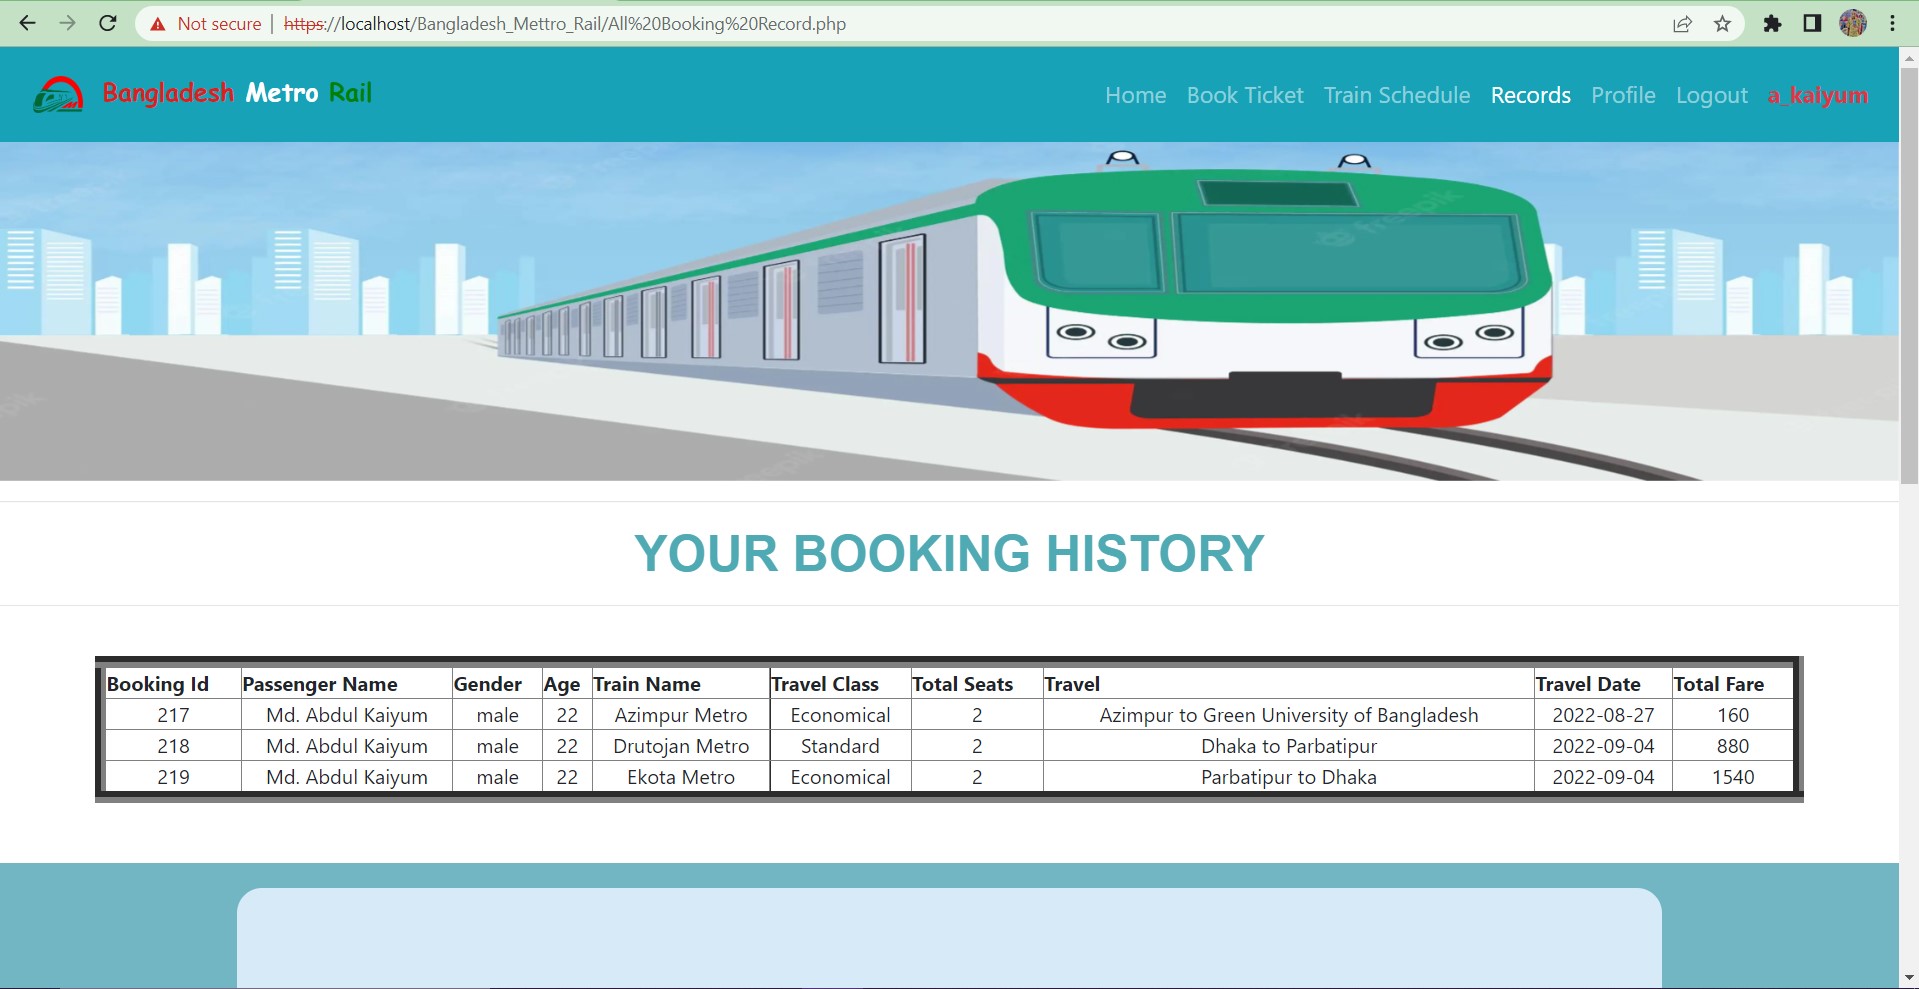 Not secure | https://localhost/Bangladesh_Mettro_Rail/All%20Booking%20Record.php
Bangladesh Metro Rail
Home Book Ticket Train Schedule Records Profile Logout a_kaiyum
freepik
freepik
freepik
YOUR BOOKING HISTORY
Booking Id Passenger Name Gender Age Train Name Travel Class Total Seats Travel Travel Date Total Fare
217 Md. Abdul Kaiyum male 22 Azimpur Metro Economical 2 Azimpur to Green University of Bangladesh 2022-08-27 160
218 Md. Abdul Kaiyum male 22 Drutojan Metro Standard 2 Dhaka to Parbatipur 2022-09-04 880
219 Md. Abdul Kaiyum male 22 Ekota Metro Economical 2 Parbatipur to Dhaka 2022-09-04 1540